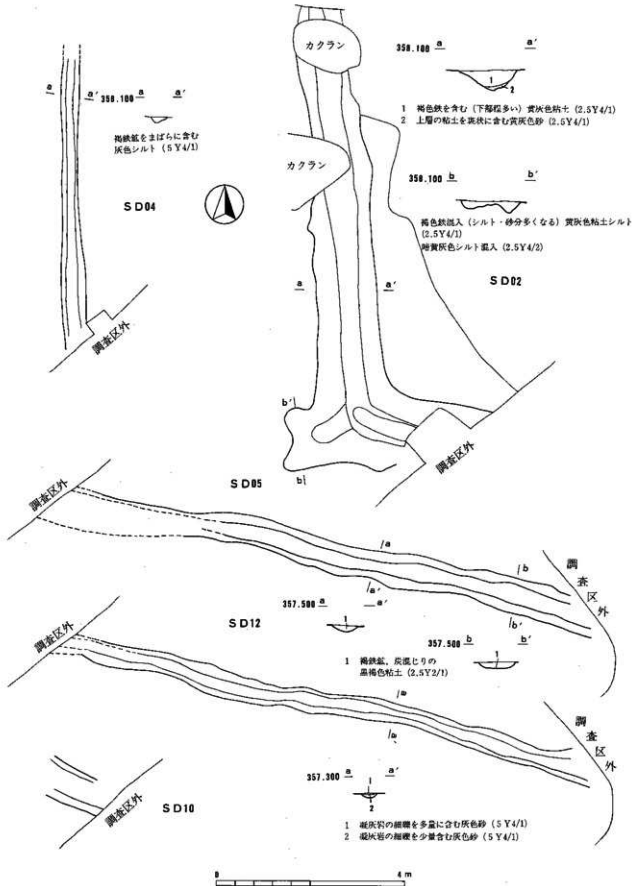 カクラン
358.100 a a'
1
2
1 褐色鉄を含む（下部程多い）黄灰色粘土（2.5Y4/1）
2 上層の粘土を斑状に含む黄灰色砂（2.5Y4/1）
a a' 358.100 a a'
褐鉄鉱をまばらに含む
灰色シルト（5Y4/1）
SD04
調査区外
カクラン
358.100 b b'
褐色鉄混入（シルト・砂分多くなる）黄灰色粘土シルト
(2.5Y4/1)
暗黄灰色シルト混入（2.5Y4/2）
SD02
a a'
b'
b
調査区外
SD05
調査区外
a
b
a'
b'
調査区外
357.500 a a'
1
SD12
357.500 b b'
1
1 褐鉄鉱，炭混じりの
黒褐色粘土（2.5Y2/1）
調査区外
a
a
調査区外
357.300 a a'
1
2
SD10
調査区外
1 凝灰岩の細礫を多量に含む灰色砂（5Y4/1）
2 凝灰岩の細礫を少量含む灰色砂（5Y4/1）
0 4m